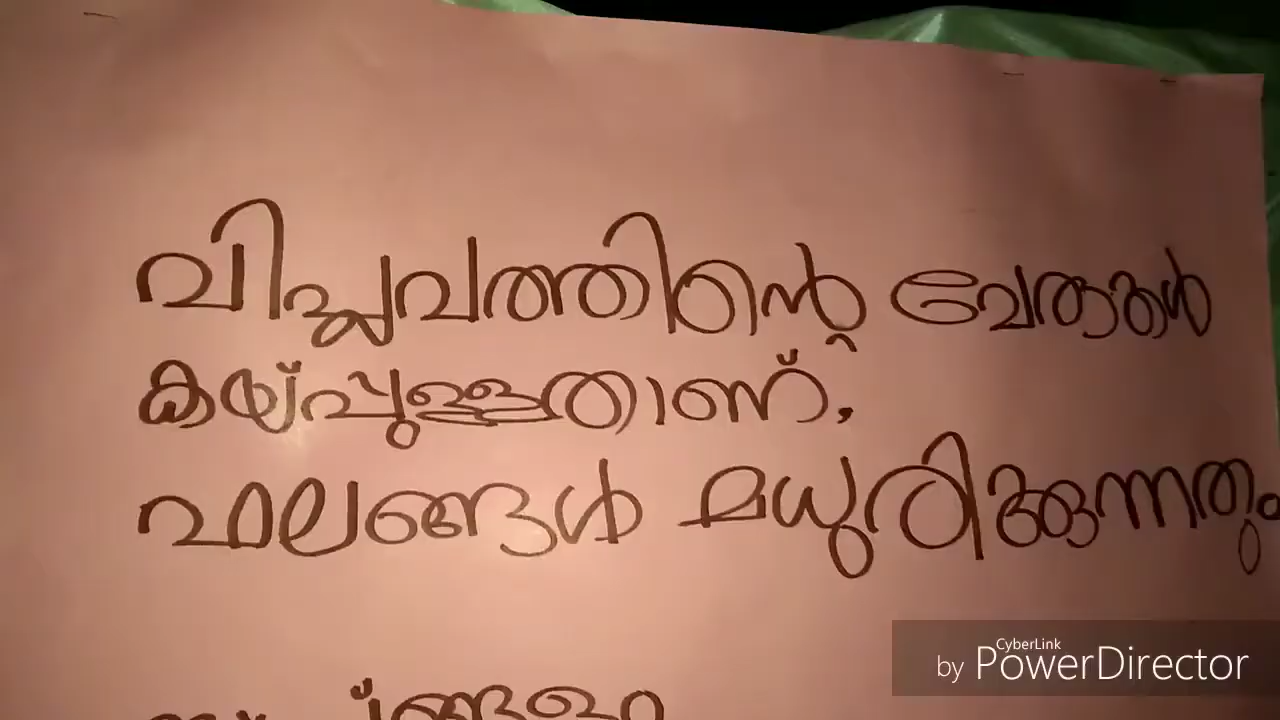 വിപ്ലവത്തിന്റെ വേരുകൾ
കയ്പ്പുള്ളതാണ്,
ഫലങ്ങൾ മധുരിക്കുന്നതും
CyberLink
by PowerDirector